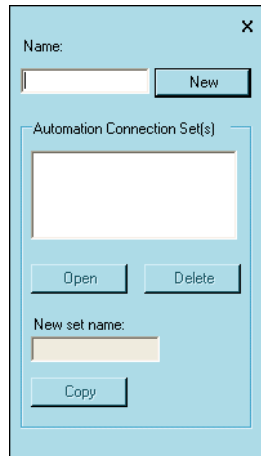 X
Name:
New
Automation Connection Set(s)
Open Delete
New set name:
Copy